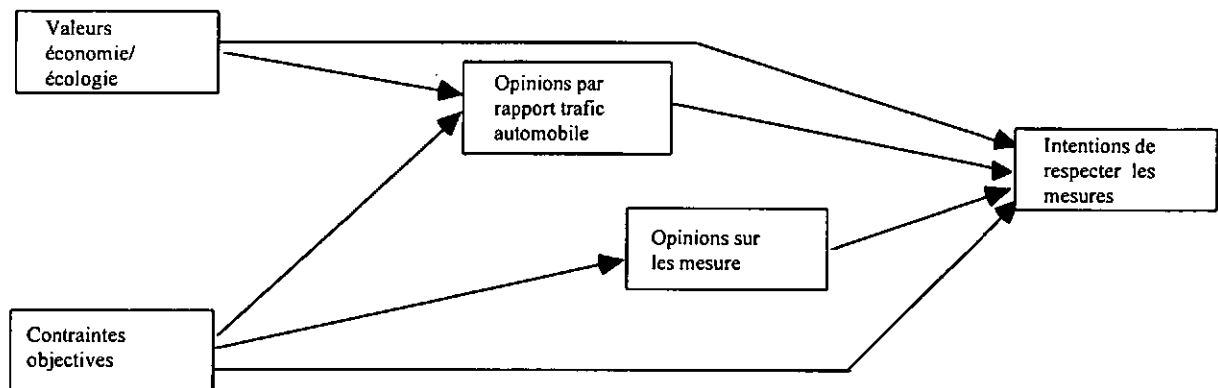 Valeurs
économie/
écologie
Opinions par
rapport trafic
automobile
Intentions de
respecter les
mesures
Opinions sur
les mesure
Contraintes
objectives